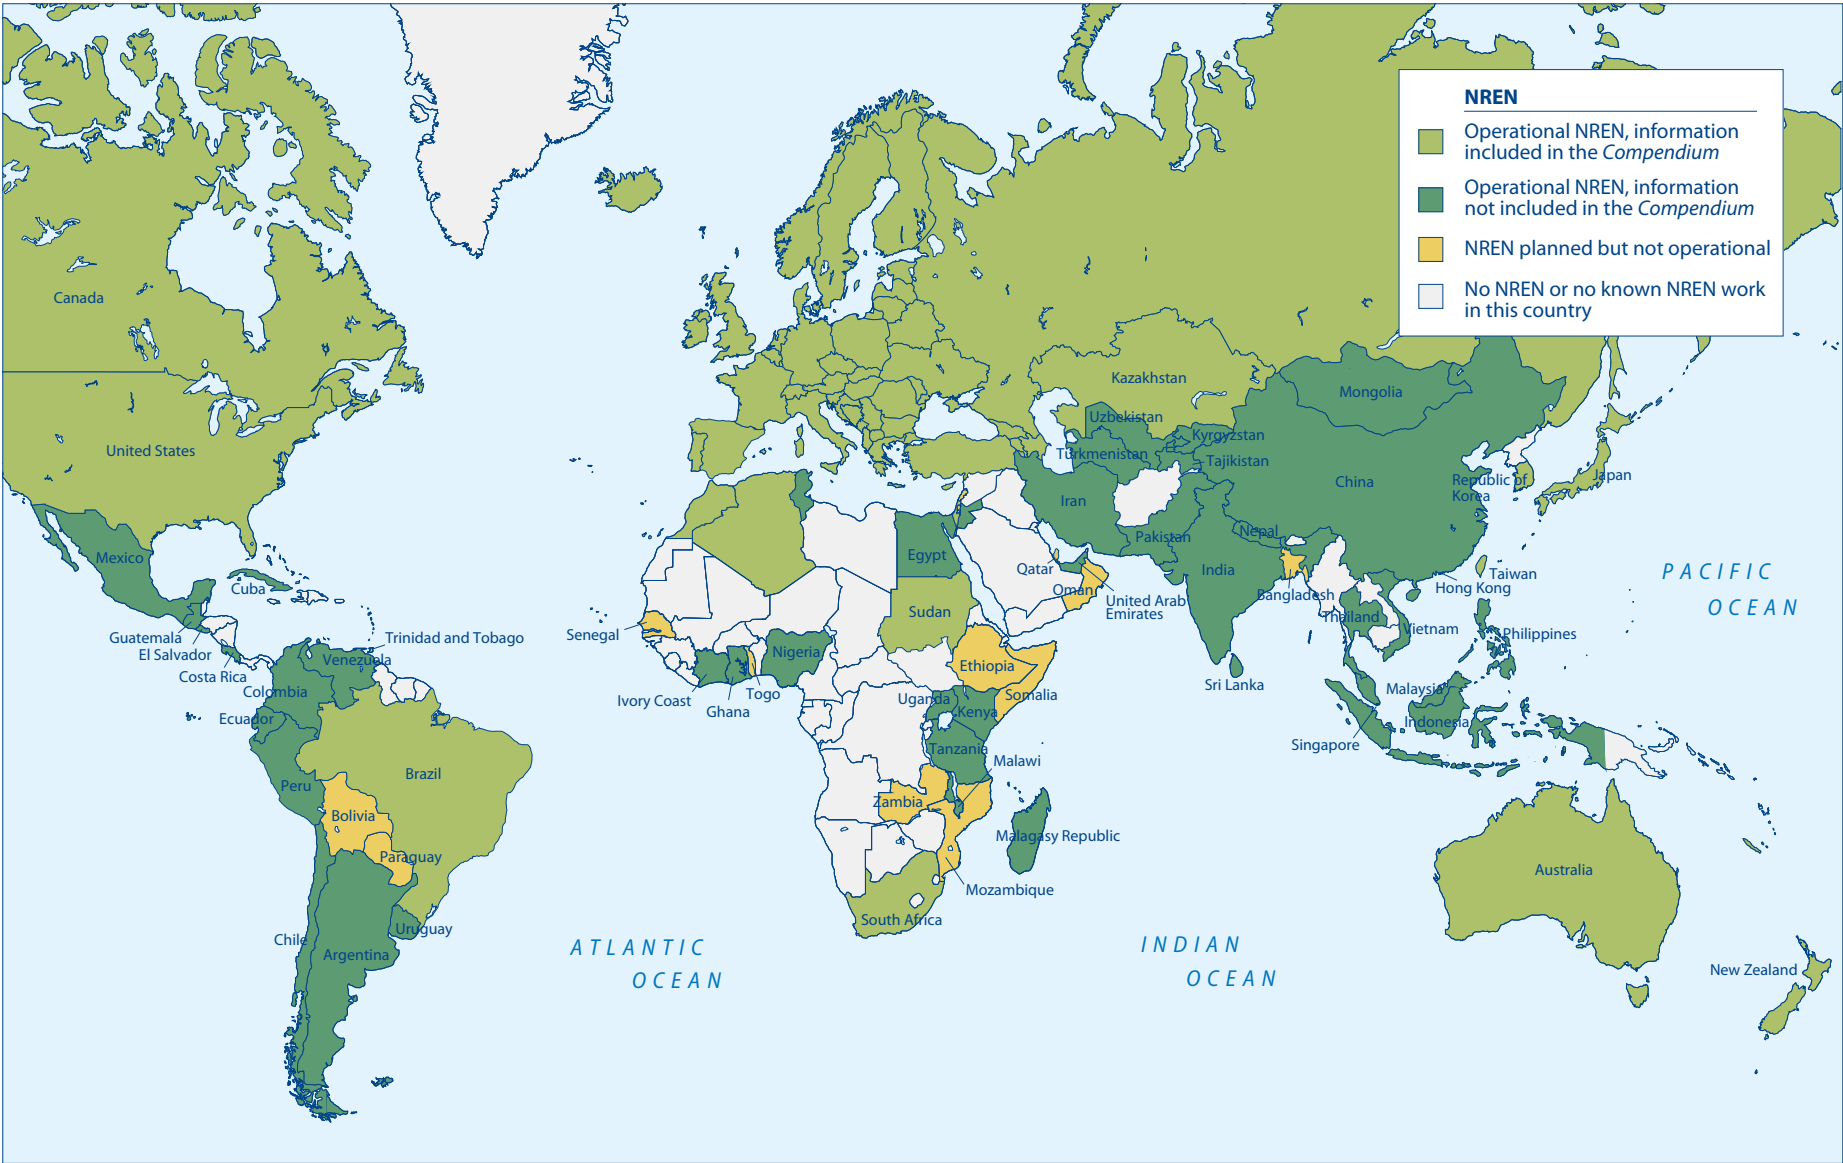 NREN
Operational NREN, information
included in the Compendium
Operational NREN, information
not included in the Compendium
NREN planned but not operational
No NREN or no known NREN work
in this country
Canada
United States
Mexico
Cuba
Guatemala
El Salvador
Costa Rica
Trinidad and Tobago
Venezuela
Colombia
Ecuador
Peru
Brazil
Bolivia
Paraguay
Chile
Uruguay
Argentina
ATLANTIC
OCEAN
Senegal
Ivory Coast
Ghana
Togo
Nigeria
Egypt
Sudan
Ethiopia
Somalia
Uganda
Kenya
Tanzania
Malawi
Zambia
Malagasy Republic
Mozambique
South Africa
Kazakhstan
Uzbekistan
Kyrgyzstan
Turkmenistan
Tajikistan
Mongolia
China
Republic of
Korea
Japan
Iran
Pakistan
Nepal
India
Qatar
Oman
United Arab
Emirates
Bangladesh
Sri Lanka
Thailand
Vietnam
Hong Kong
Taiwan
Philippines
Malaysia
Indonesia
Singapore
PACIFIC
OCEAN
INDIAN
OCEAN
Australia
New Zealand